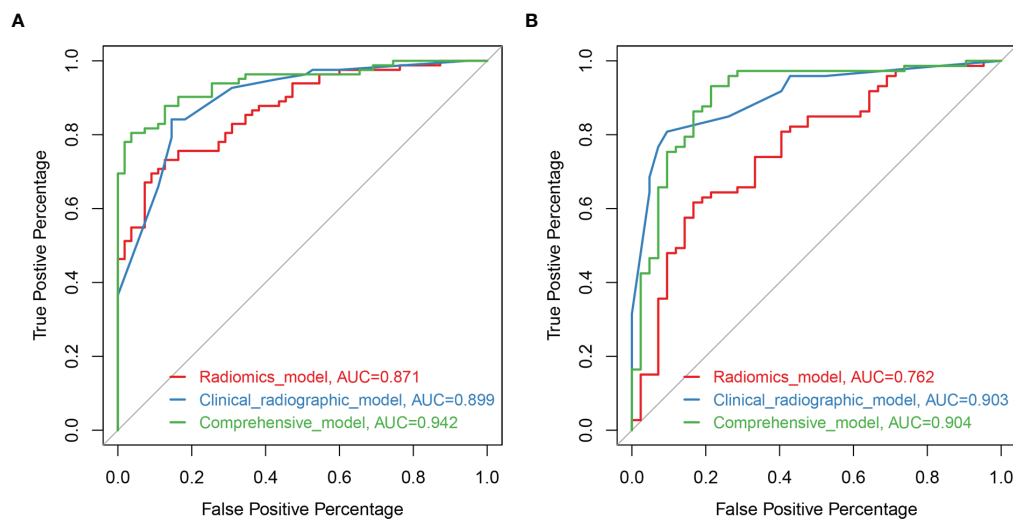 A
True Postive Percentage
1.0
0.8
0.6
0.4
0.2
0.0
Radiomics_model, AUC=0.871
Clinical_radiographic_model, AUC=0.899
Comprehensive_model, AUC=0.942
0.0 0.2 0.4 0.6 0.8 1.0
False Positive Percentage
B
True Postive Percentage
1.0
0.8
0.6
0.4
0.2
0.0
Radiomics_model, AUC=0.762
Clinical_radiographic_model, AUC=0.903
Comprehensive_model, AUC=0.904
0.0 0.2 0.4 0.6 0.8 1.0
False Positive Percentage